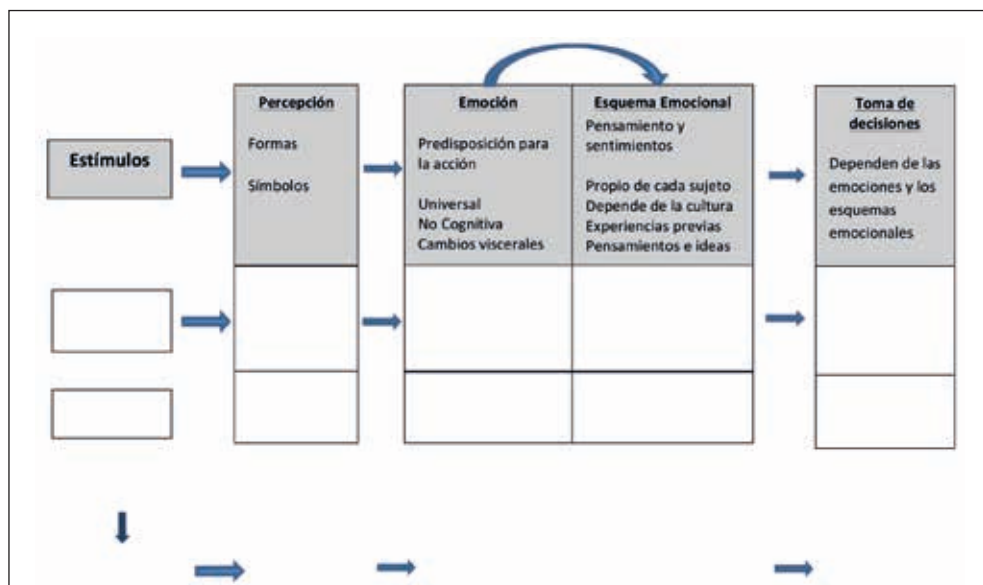 Estímulos
Percepción
Formas
Símbolos
Emoción
Predisposición para
la acción
Universal
No Cognitiva
Cambios viscerales
Esquema Emocional
Pensamiento y
sentimientos
Propio de cada sujeto
Depende de la cultura
Experiencias previas
Pensamientos e ideas
Toma de
decisiones
Dependen de las
emociones y los
esquemas
emocionales